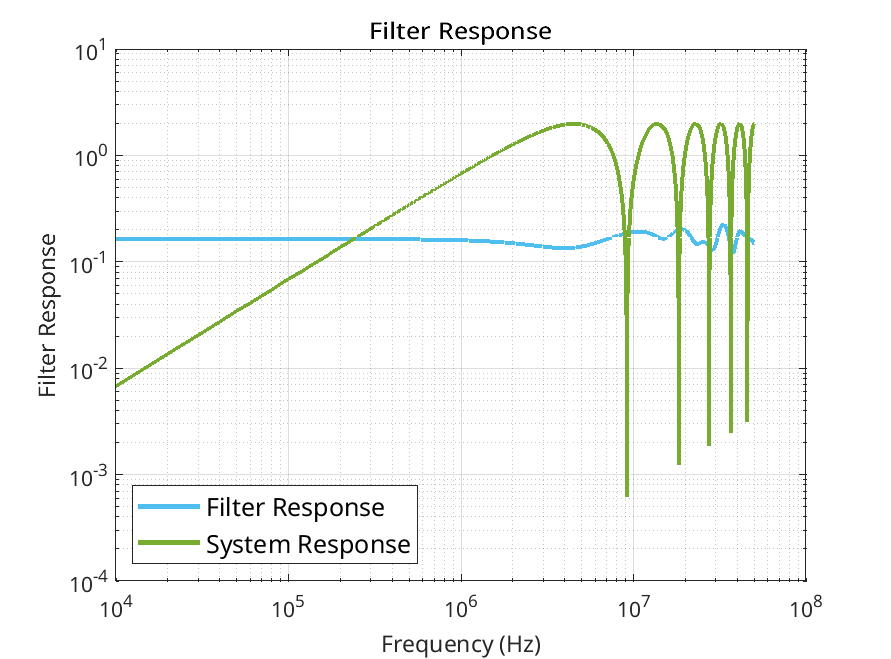 Filter Response
10^1
10^0
10^-1
10^-2
10^-3
10^-4
Filter Response
Filter Response
System Response
10^4 10^5 10^6 10^7 10^8
Frequency (Hz)